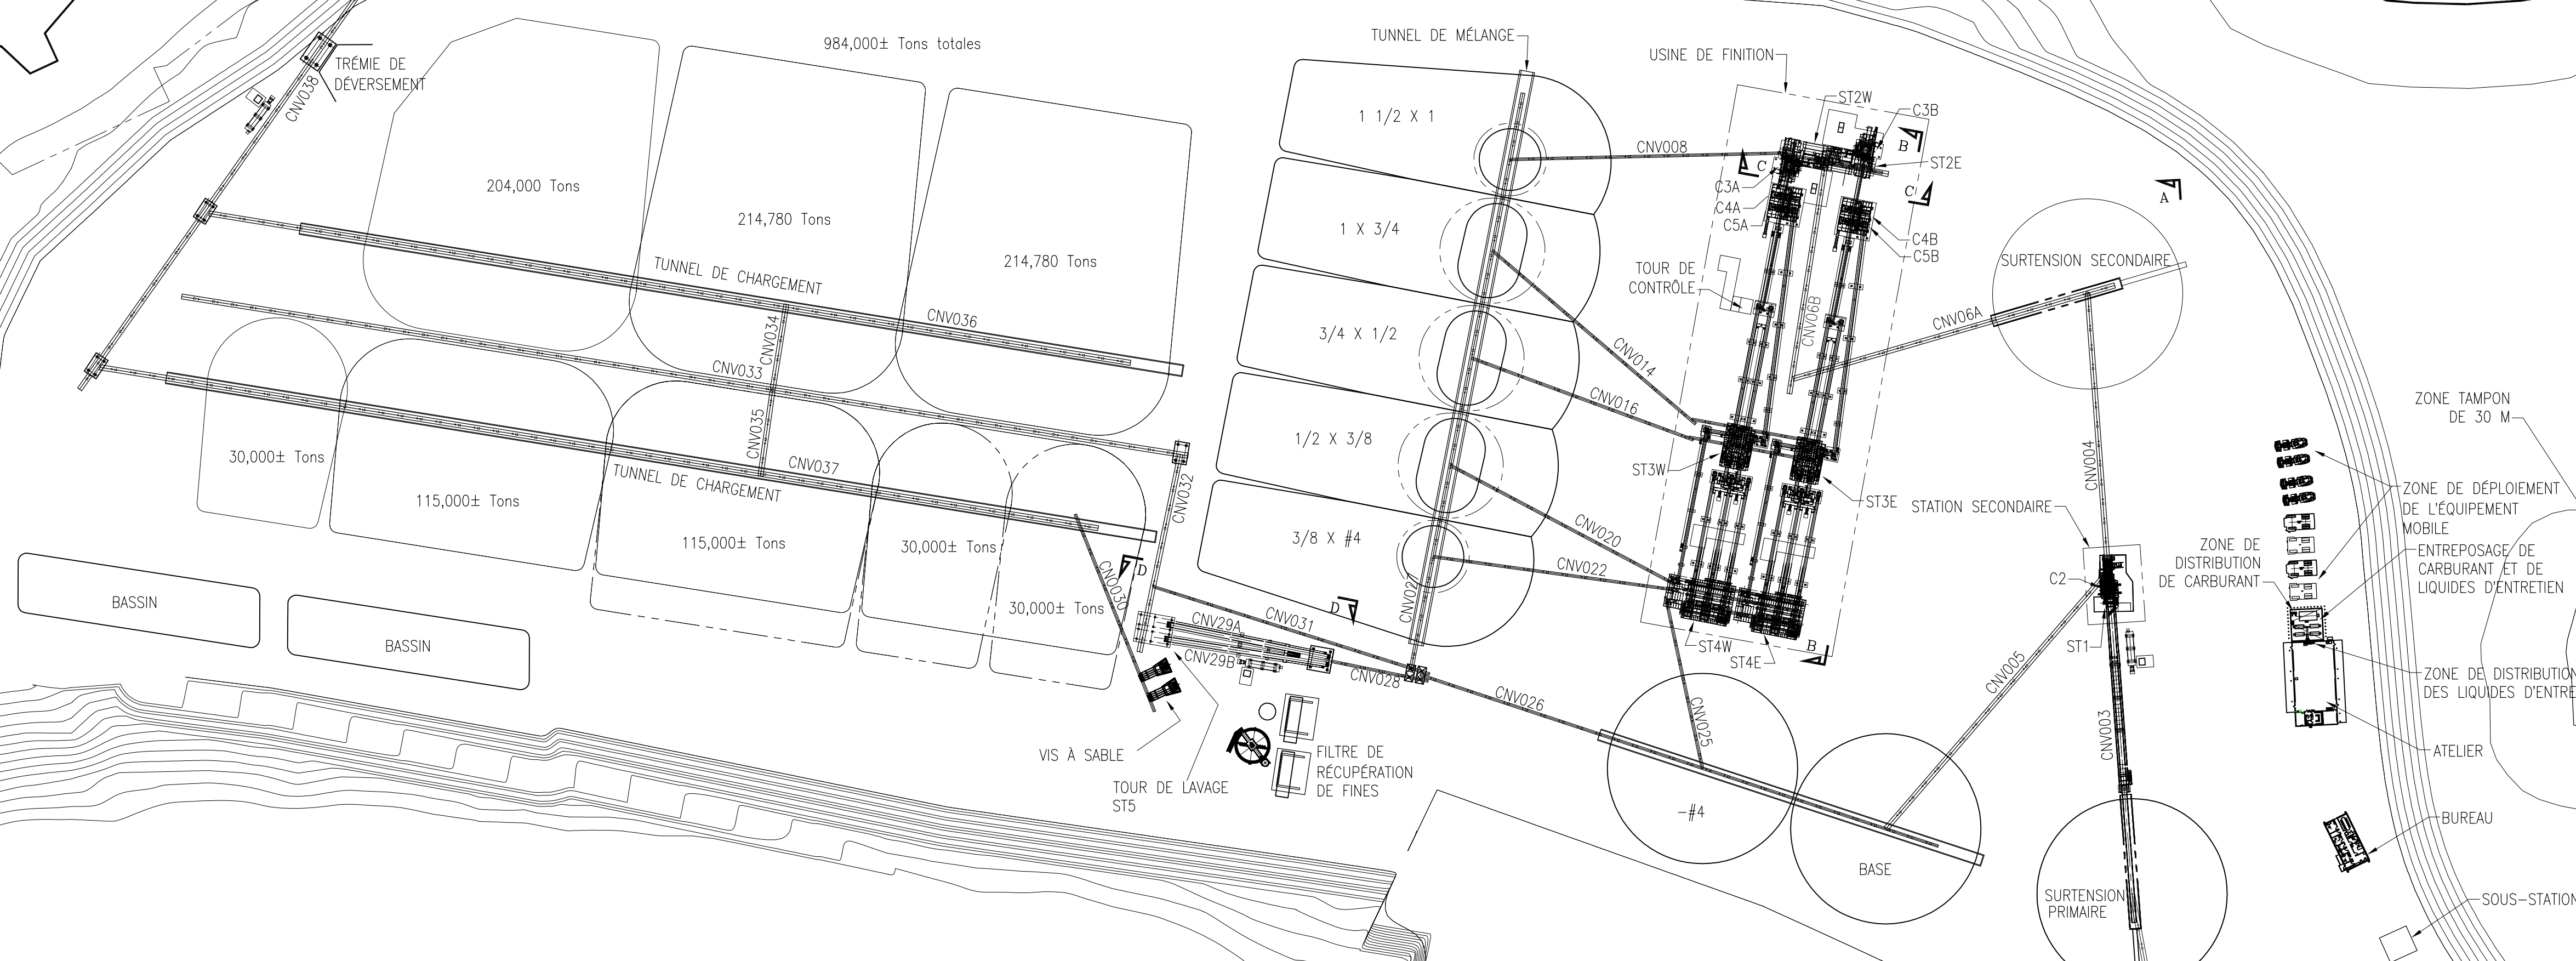 984,000± Tons totales
TRÉMIE DE
DÉVERSEMENT
CNV038
204,000 Tons
214,780 Tons
214,780 Tons
TUNNEL DE CHARGEMENT
CNV036
CNV034
CNV033
CNV035
CNV037
TUNNEL DE CHARGEMENT
30,000± Tons
115,000± Tons
115,000± Tons
30,000± Tons
30,000± Tons
CNV032
CNO030
D
D
BASSIN
BASSIN
CNV29A
CNV29B
CNV031
CNV028
VIS À SABLE
TOUR DE LAVAGE
ST5
FILTRE DE
RÉCUPÉRATION
DE FINES
TUNNEL DE MÉLANGE
1 1/2 X 1
1 X 3/4
3/4 X 1/2
1/2 X 3/8
3/8 X #4
CNV027
CNV008
CNV014
CNV016
CNV020
CNV022
CNV026
CNV025
-#4
BASE
USINE DE FINITION
ST2W
C3B
B
ST2E
C
C
C3A
C4A
C5A
C4B
C5B
TOUR DE
CONTRÔLE
CNV06B
CNV06A
ST3W
ST3E
ST4W
ST4E
B
A
SURTENSION SECONDAIRE
CNV004
STATION SECONDAIRE
C2
ST1
CNV005
CNV003
SURTENSION
PRIMAIRE
ZONE TAMPON
DE 30 M
ZONE DE DÉPLOIEMENT
DE L'ÉQUIPEMENT
MOBILE
ZONE DE
DISTRIBUTION
DE CARBURANT
ENTREPOSAGE DE
CARBURANT ET DE
LIQUIDES D'ENTRETIEN
ZONE DE DISTRIBUTION
DES LIQUIDES D'ENTRE
ATELIER
BUREAU
SOUS-STATION